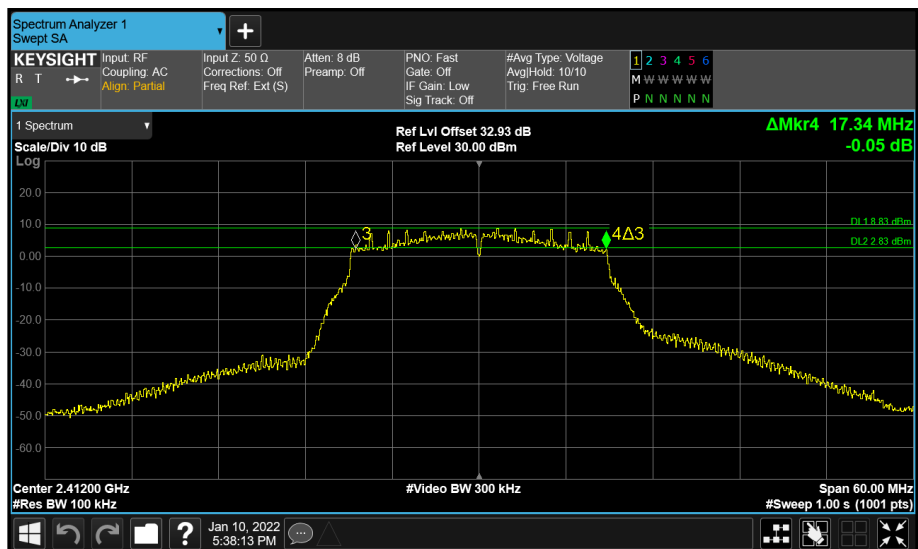 Spectrum Analyzer 1
Swept SA
+
KEYSIGHT
R T
LXI
Input: RF
Coupling: AC
Align: Partial
Input Z: 50 Ω
Corrections: Off
Freq Ref: Ext (S)
Atten: 8 dB
Preamp: Off
PNO: Fast
Gate: Off
IF Gain: Low
Sig Track: Off
#Avg Type: Voltage
Avg|Hold: 10/10
Trig: Free Run
1 2 3 4 5 6
M W W W W W
P N N N N N
1 Spectrum
Scale/Div 10 dB
Ref Lvl Offset 32.93 dB
Ref Level 30.00 dBm
ΔMkr4 17.34 MHz
-0.05 dB
Log
20.0
10.0
0.00
-10.0
-20.0
-30.0
-40.0
-50.0
-60.0
DL1 8.83 dBm
DL2 2.83 dBm
3
4Δ3
Center 2.41200 GHz
#Res BW 100 kHz
#Video BW 300 kHz
Span 60.00 MHz
#Sweep 1.00 s (1001 pts)
?
Jan 10, 2022
5:38:13 PM